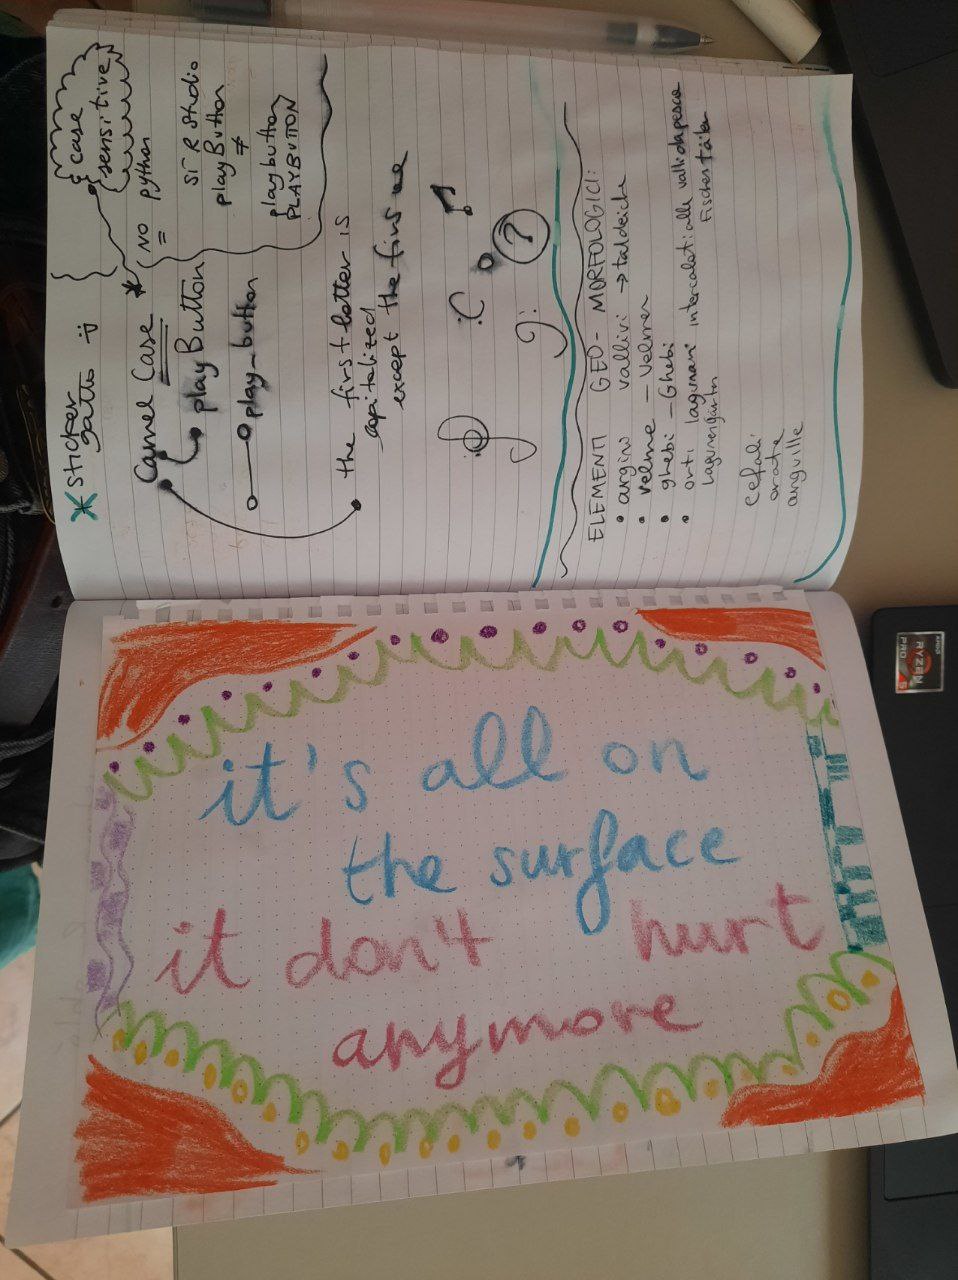 * sticker
gatto
case
sensitive
NO
python
sì R Studio
playButton
≠
playbutton
PLAYBUTTON
Camel Case
playButton
play_button
the first letter is
capitalized
except the first
?
ELEMENTI GEO-MORFOLOGICI:
• argini vallivi → taldeiche
• velme - Velmen
• ghebi - Ghebi
• orti lagunari intercalati alle valli da pesca
Lagunengärten Fischertäler
cefali
orate
anguille
it's all on
the surface
it don't hurt
anymore
AMD
RYZEN
PRO 5